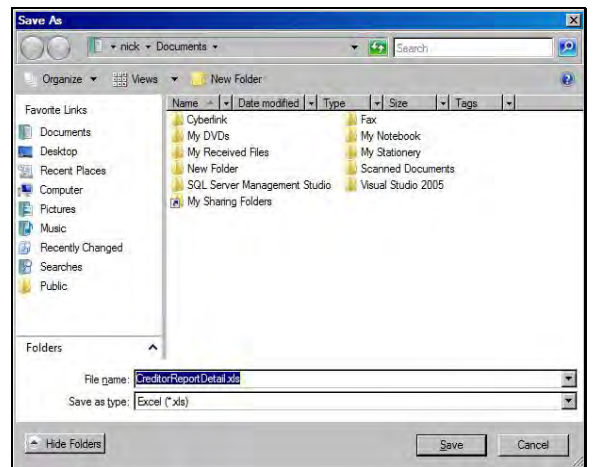 Save As
nick Documents Search
Organize Views New Folder
Favorite Links
Name Date modified Type Size Tags
Documents
Desktop
Recent Places
Computer
Pictures
Music
Recently Changed
Searches
Public
Cyberlink
My DVDs
My Received Files
New Folder
SQL Server Management Studio
My Sharing Folders
Fax
My Notebook
My Stationery
Scanned Documents
Visual Studio 2005
Folders
File name: CreditorReportDetail.xls
Save as type: Excel (*.xls)
Hide Folders Save Cancel